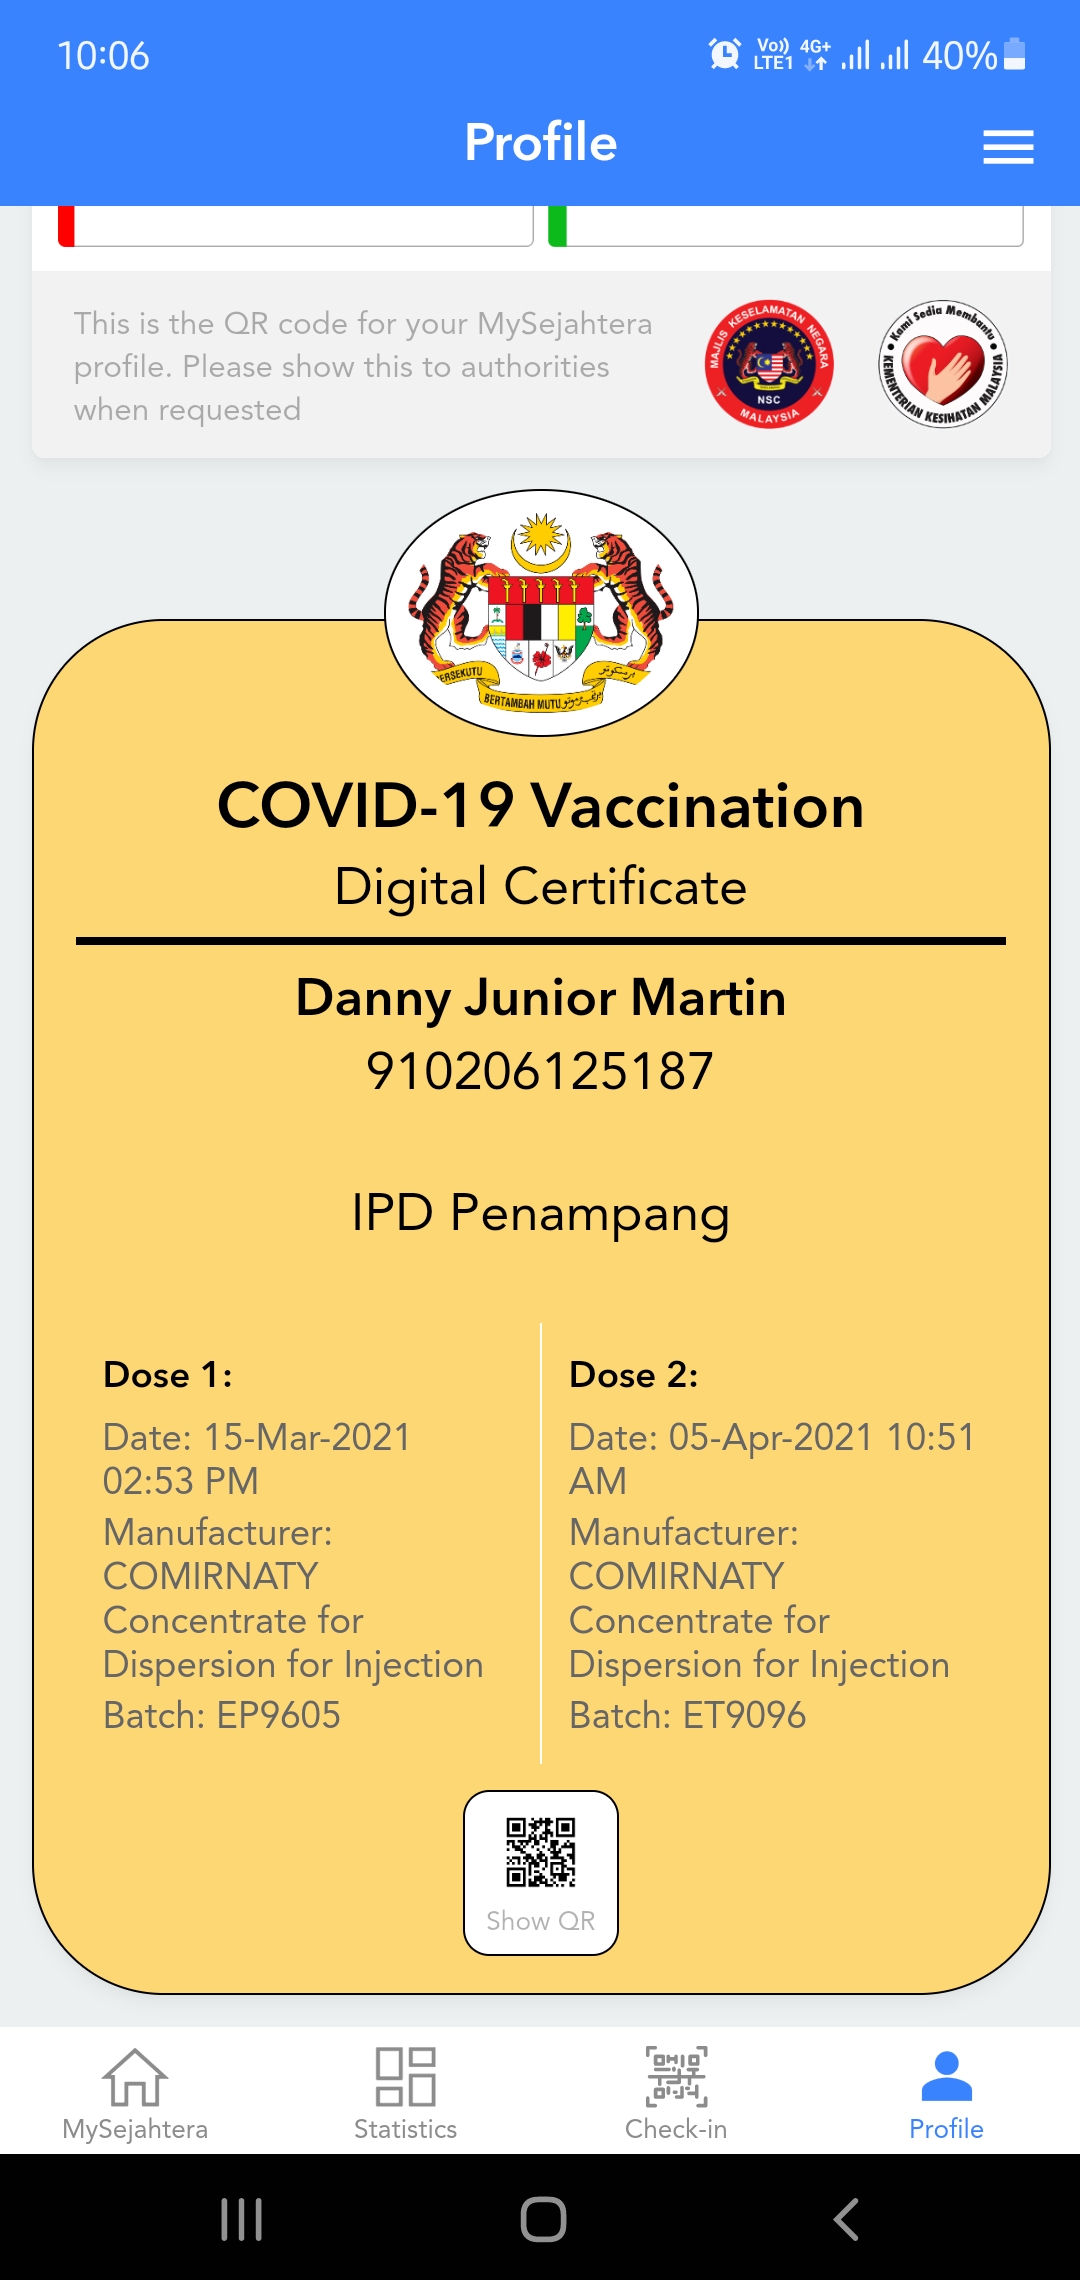 10:06
Vo)) LTE1 4G+ 40%
Profile
This is the QR code for your MySejahtera
profile. Please show this to authorities
when requested
MAJLIS KESELAMATAN NEGARA
NSC
MALAYSIA
Kami Sedia Membantu
KEMENTERIAN KESIHATAN MALAYSIA
BERTAMBAH MUTU
COVID-19 Vaccination
Digital Certificate
Danny Junior Martin
910206125187
IPD Penampang
Dose 1:
Date: 15-Mar-2021
02:53 PM
Manufacturer:
COMIRNATY
Concentrate for
Dispersion for Injection
Batch: EP9605
Dose 2:
Date: 05-Apr-2021 10:51
AM
Manufacturer:
COMIRNATY
Concentrate for
Dispersion for Injection
Batch: ET9096
Show QR
MySejahtera
Statistics
Check-in
Profile